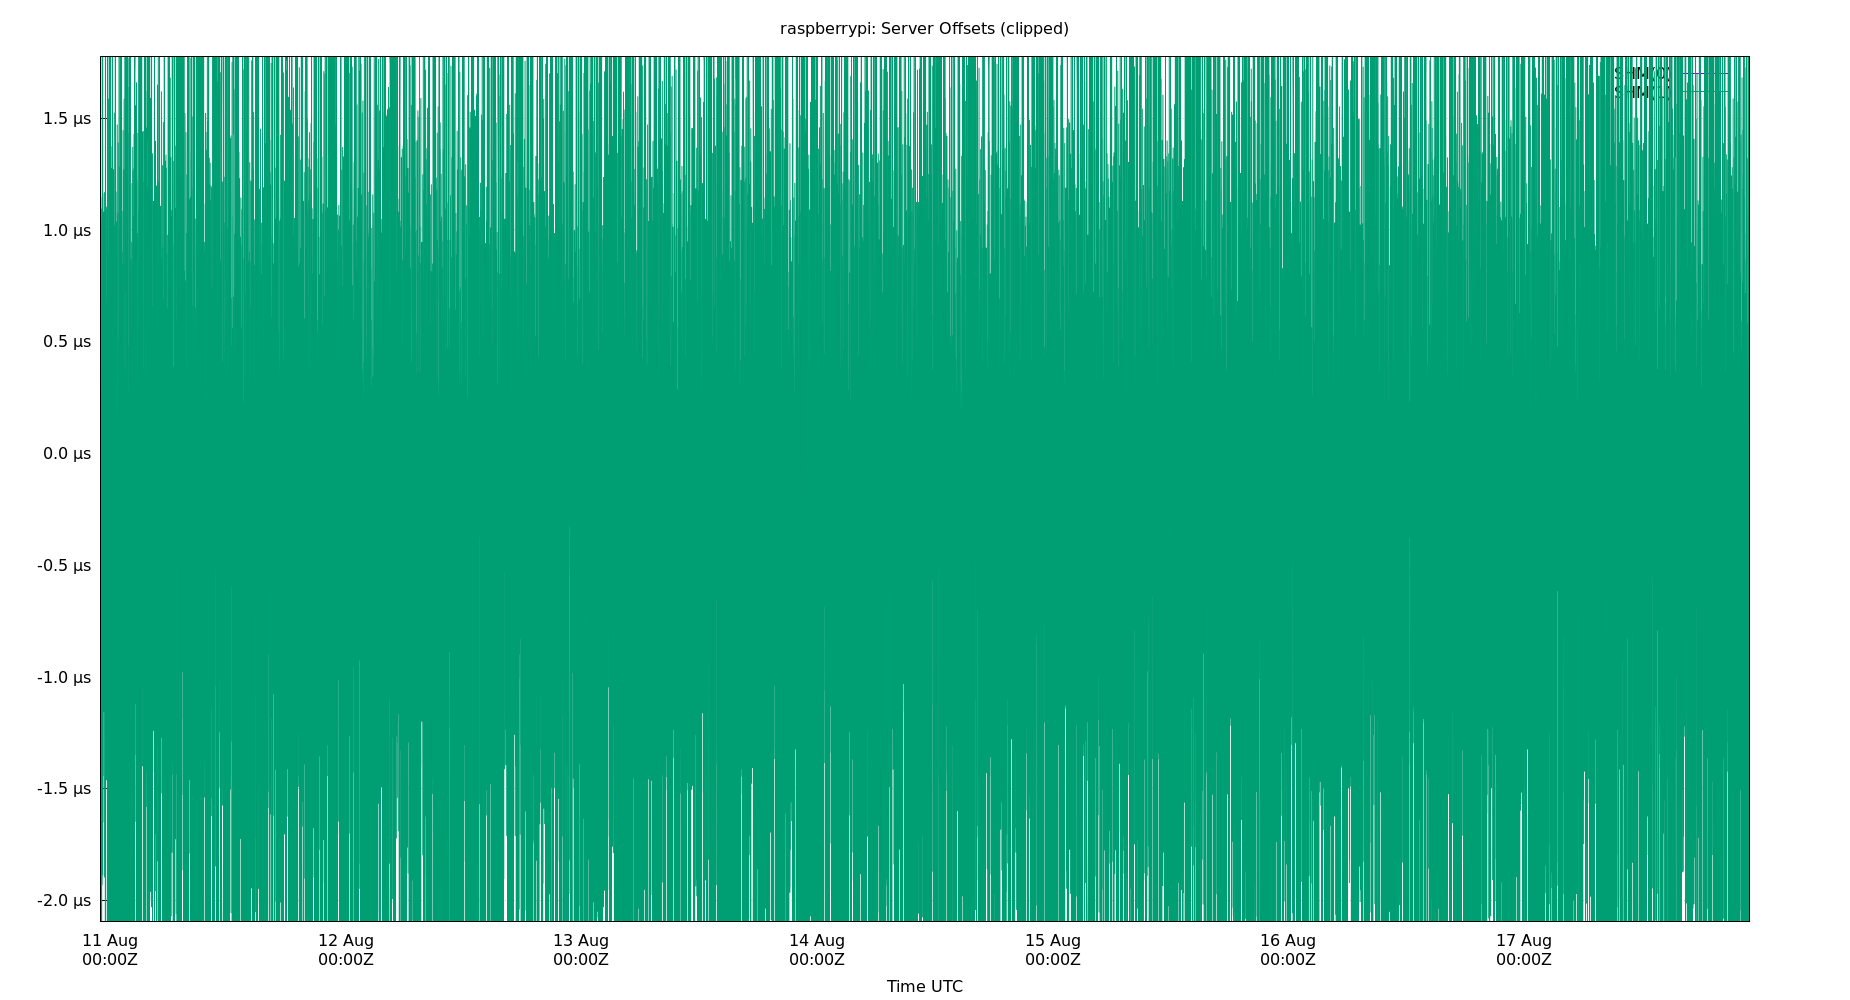 raspberrypi: Server Offsets (clipped)
SHM(0)
1.5 µs
1.0 µs
0.5 µs
0.0 µs
-0.5 µs
-1.0 µs
-1.5 µs
-2.0 µs
11 Aug 12 Aug 13 Aug 14 Aug 15 Aug 16 Aug 17 Aug
00:00Z 00:00Z 00:00Z 00:00Z 00:00Z 00:00Z 00:00Z
Time UTC